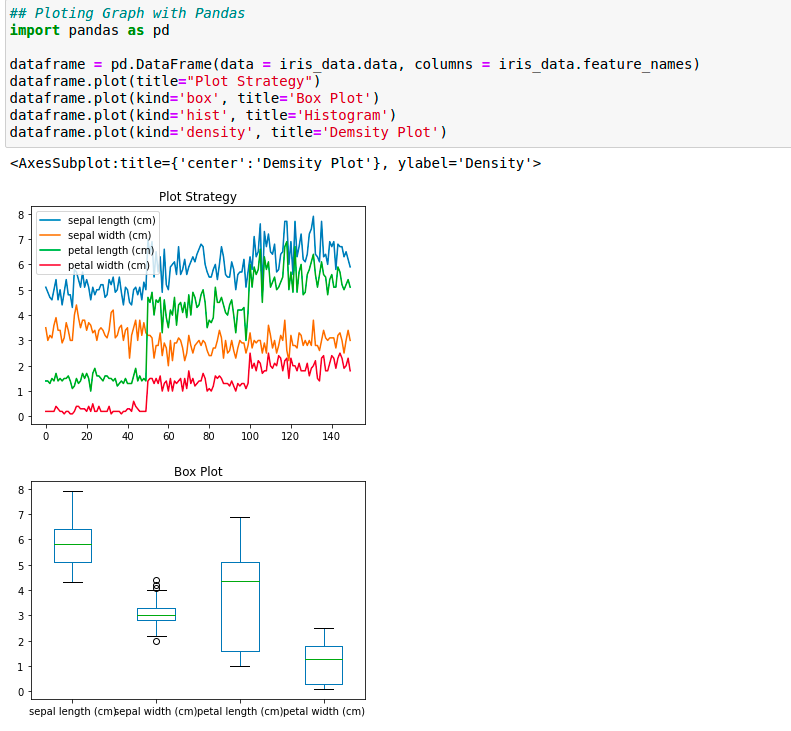 ## Ploting Graph with Pandas
import pandas as pd
dataframe = pd.DataFrame(data = iris_data.data, columns = iris_data.feature_names)
dataframe.plot(title="Plot Strategy")
dataframe.plot(kind='box', title='Box Plot')
dataframe.plot(kind='hist', title='Histogram')
dataframe.plot(kind='density', title='Demsity Plot')
<AxesSubplot:title={'center':'Demsity Plot'}, ylabel='Density'>
Plot Strategy
sepal length (cm)
sepal width (cm)
petal length (cm)
petal width (cm)
8
7
6
5
4
3
2
1
0
0 20 40 60 80 100 120 140
Box Plot
8
7
6
5
4
3
2
1
0
sepal length (cm) sepal width (cm) petal length (cm) petal width (cm)